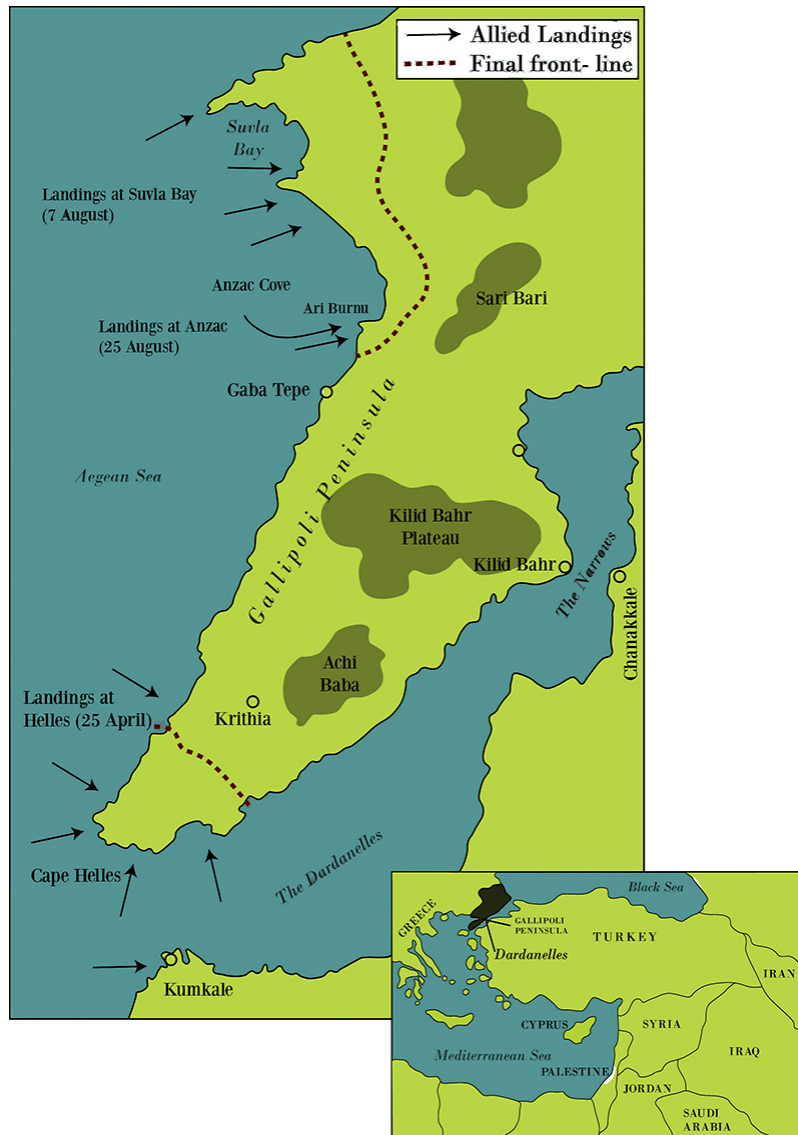 Allied Landings
Final front- line
Suvla
Bay
Landings at Suvla Bay
(7 August)
Anzac Cove
Ari Burnu
Sari Bari
Landings at Anzac
(25 August)
Gaba Tepe
Gallipoli Peninsula
Aegean Sea
Kilid Bahr
Plateau
Kilid Bahr
The Narrows
Chanakkale
Achi
Baba
Landings at
Helles (25 April)
Krithia
Cape Helles
The Dardanelles
Kumkale
Black Sea
GREECE
GALLIPOLI
PENINSULA
TURKEY
Dardanelles
IRAN
CYPRUS
SYRIA
Mediterranean Sea
IRAQ
PALESTINE
JORDAN
SAUDI
ARABIA